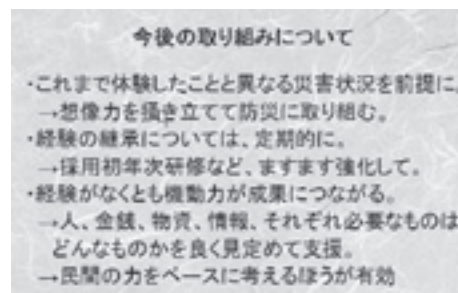 今後の取り組みについて
・これまで体験したことと異なる災害状況を前提に。
→想像力を掻き立てて防災に取り組む。
・経験の継承については、定期的に。
→採用初年次研修など、ますます強化して。
・経験がなくとも機動力が成果につながる。
→人、金銭、物資、情報、それぞれ必要なものは
どんなものかを良く見定めて支援。
→民間の力をベースに考えるほうが有効